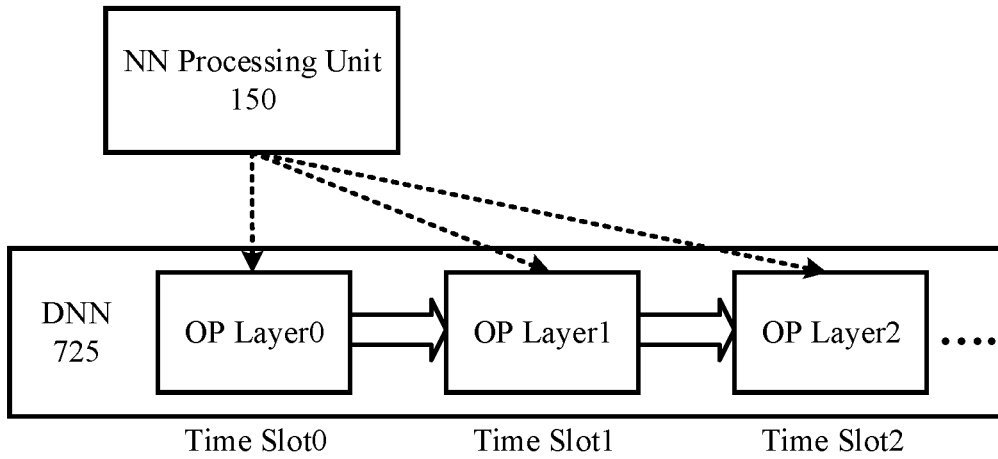 NN Processing Unit
150
DNN
725
OP Layer0
OP Layer1
OP Layer2
....
Time Slot0
Time Slot1
Time Slot2